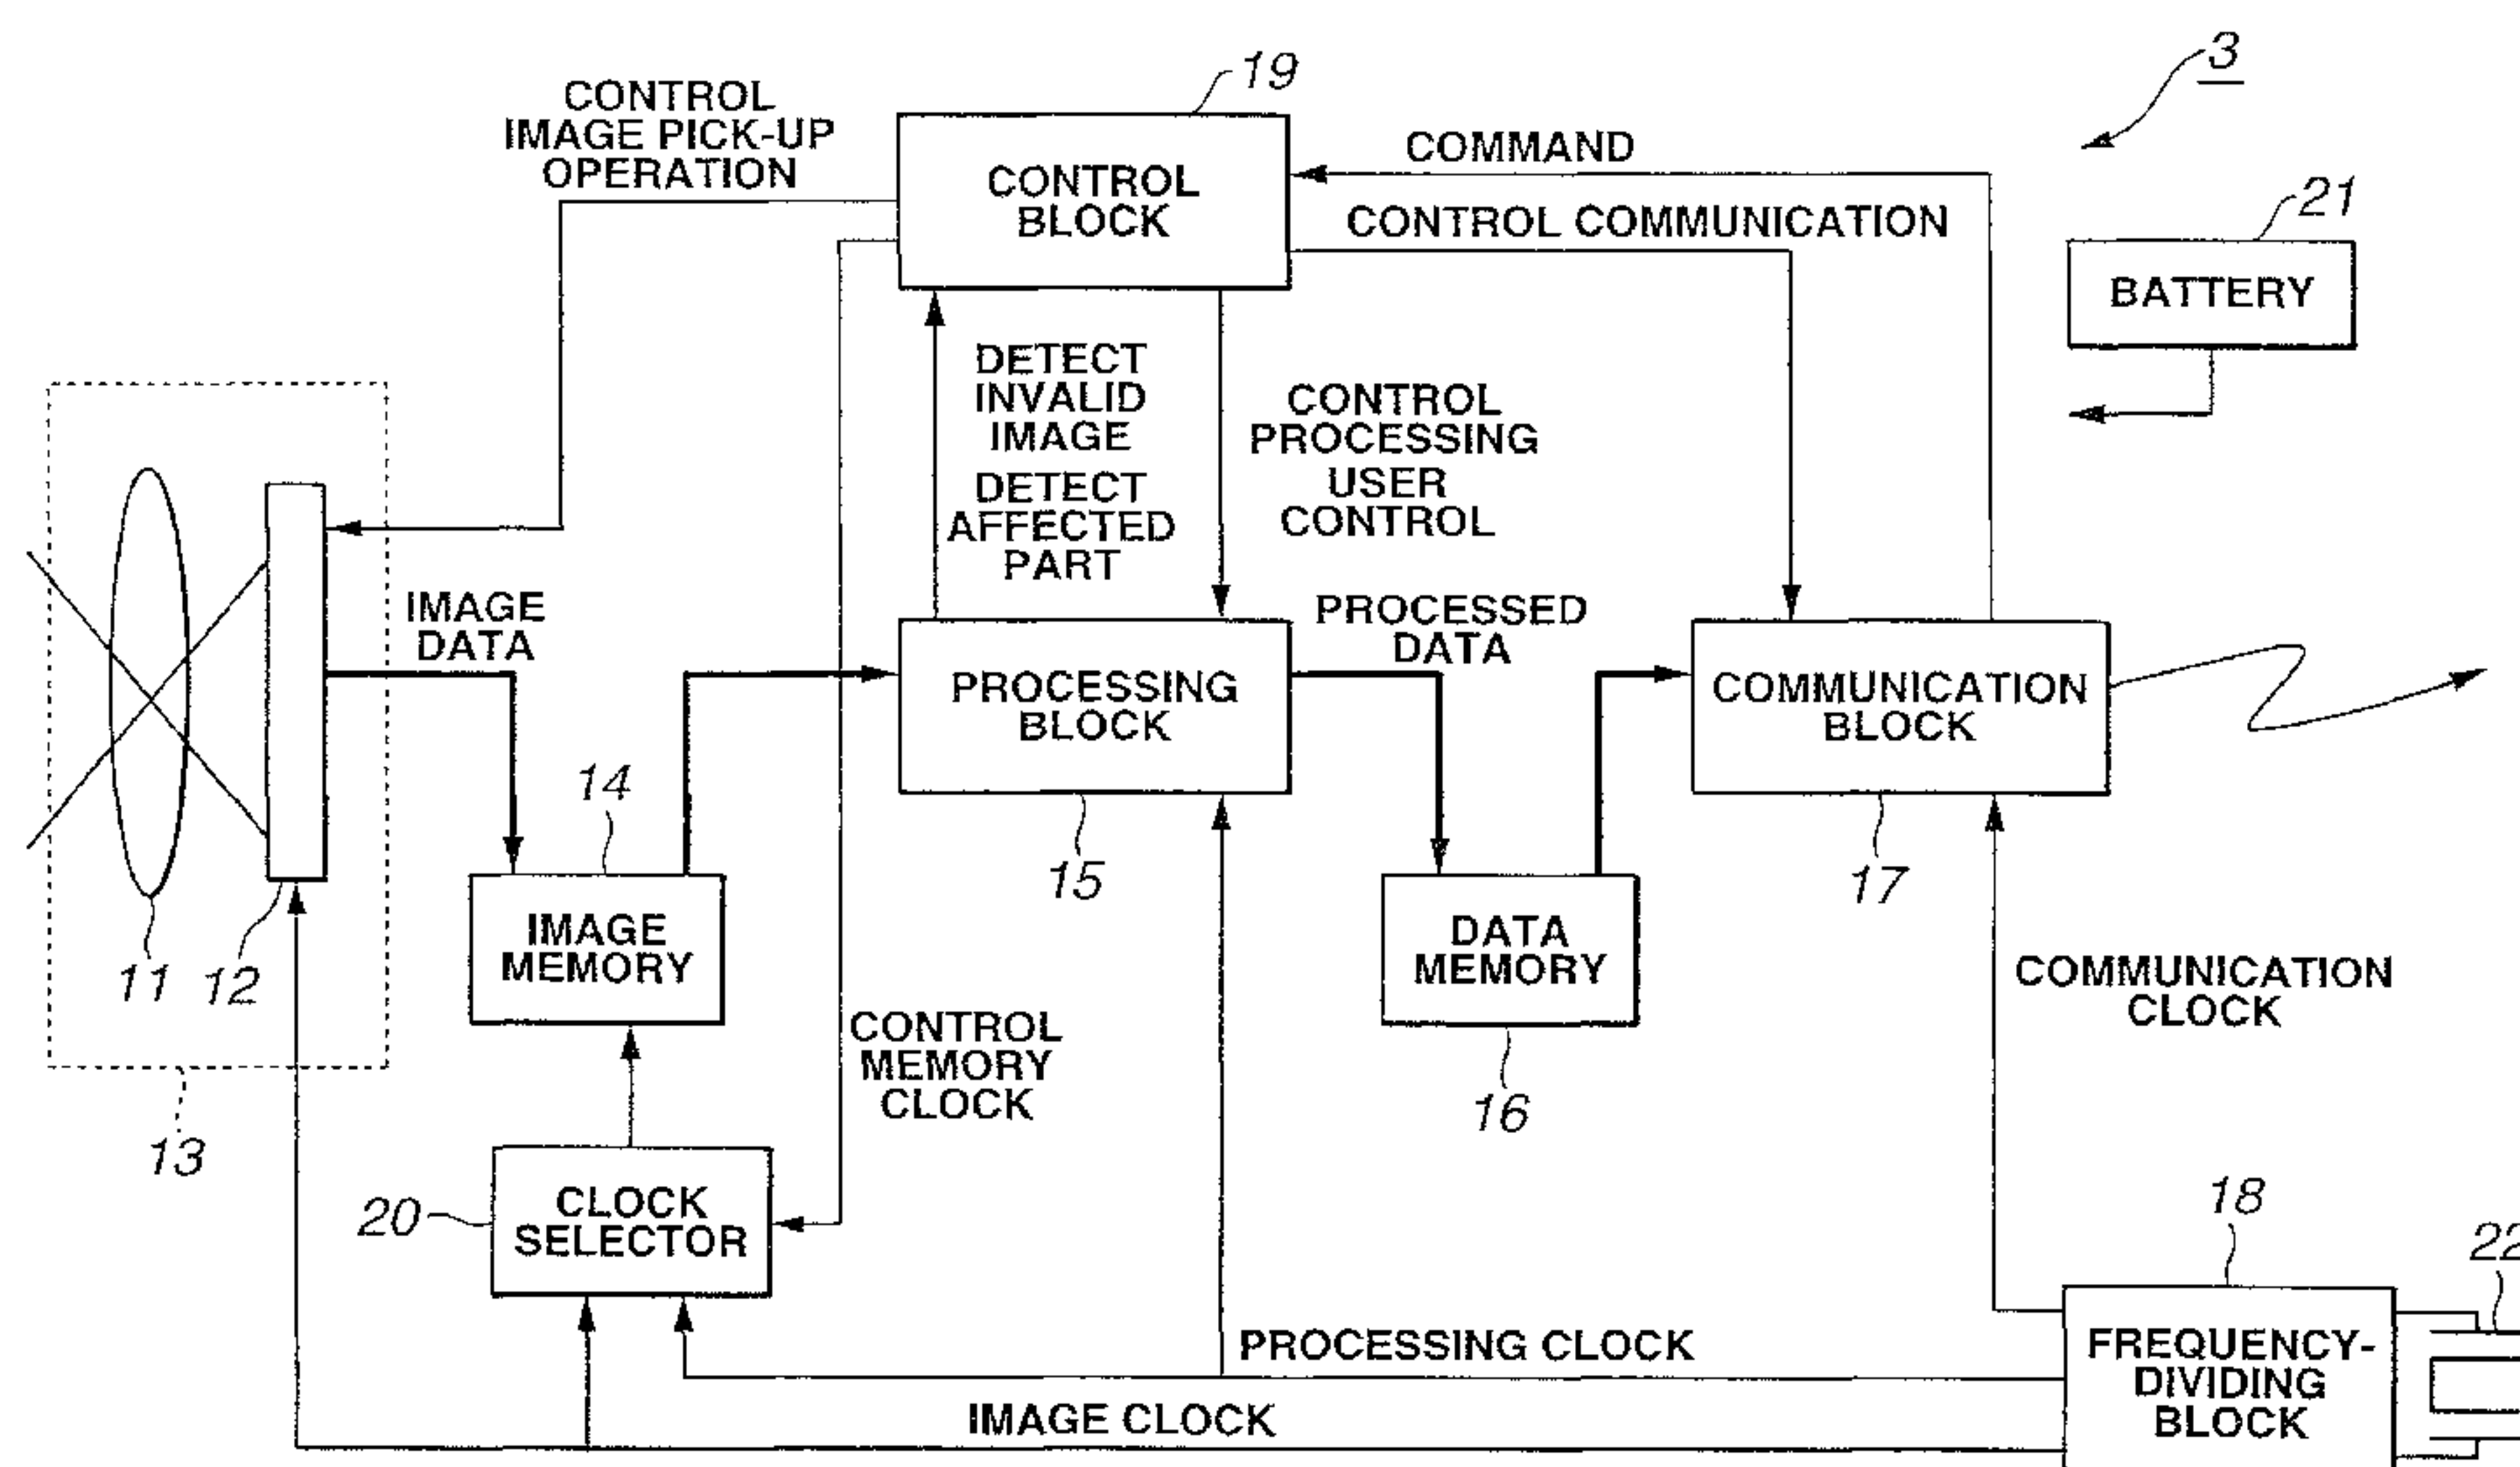 3
19
CONTROL
IMAGE PICK-UP
OPERATION
CONTROL
BLOCK
COMMAND
CONTROL COMMUNICATION
21
BATTERY
DETECT
INVALID
IMAGE
DETECT
AFFECTED
PART
CONTROL
PROCESSING
USER
CONTROL
IMAGE
DATA
PROCESSED
DATA
PROCESSING
BLOCK
COMMUNICATION
BLOCK
14
15
17
IMAGE
MEMORY
DATA
MEMORY
11
12
CONTROL
MEMORY
CLOCK
COMMUNICATION
CLOCK
16
13
20
CLOCK
SELECTOR
18
22
PROCESSING CLOCK
FREQUENCY-
DIVIDING
BLOCK
IMAGE CLOCK